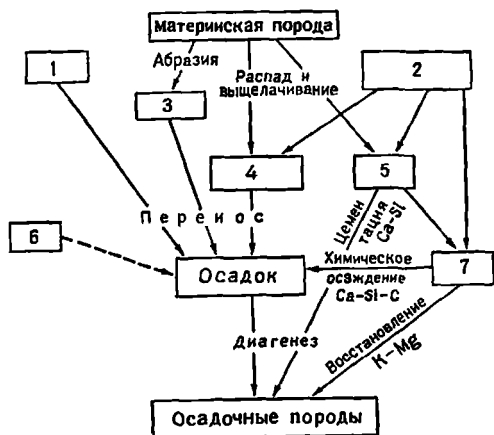 Материнская порода
1
Абразия
Распад и
выщелачивание
2
3
4
5
Перенос
Цемен
тация
Ca-Si
6
Осадок
Химическое
осаждение
Ca-Si-C
7
Диагенез
Восстановление
K-Mg
Осадочные породы